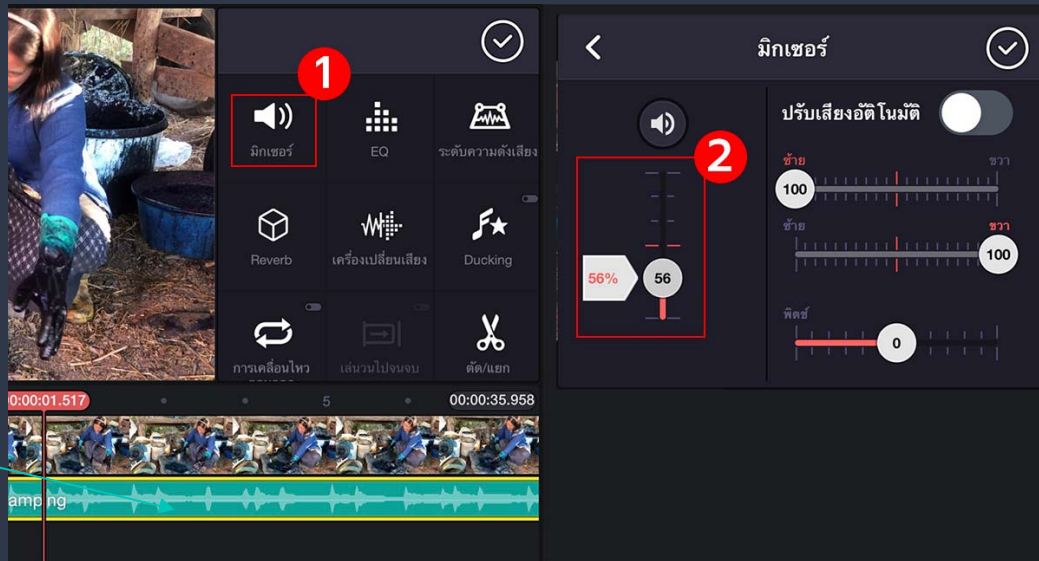 1
มิกเซอร์
EQ
ระดับความดังเสียง
Reverb
เครื่องเปลี่ยนเสียง
Ducking
การเคลื่อนไหว
เล่นวนไปจนจบ
ตัด/แยก
0:00:01.517
5
00:00:35.958
amping
มิกเซอร์
2
56%
56
ปรับเสียงอัตโนมัติ
ซ้าย ขวา
100
ซ้าย ขวา
100
พิตช์
0